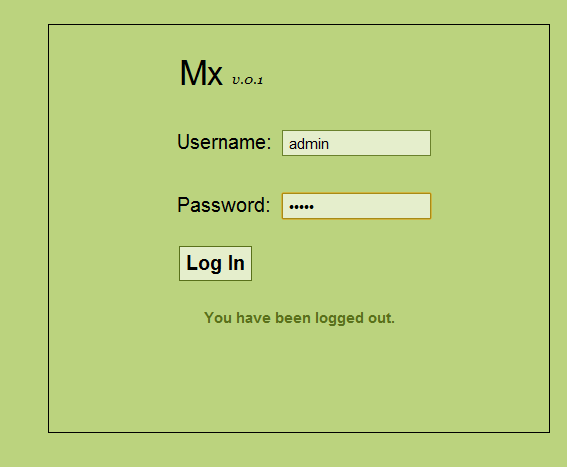 Mx v.0.1
Username: admin
Password: •••••
Log In
You have been logged out.